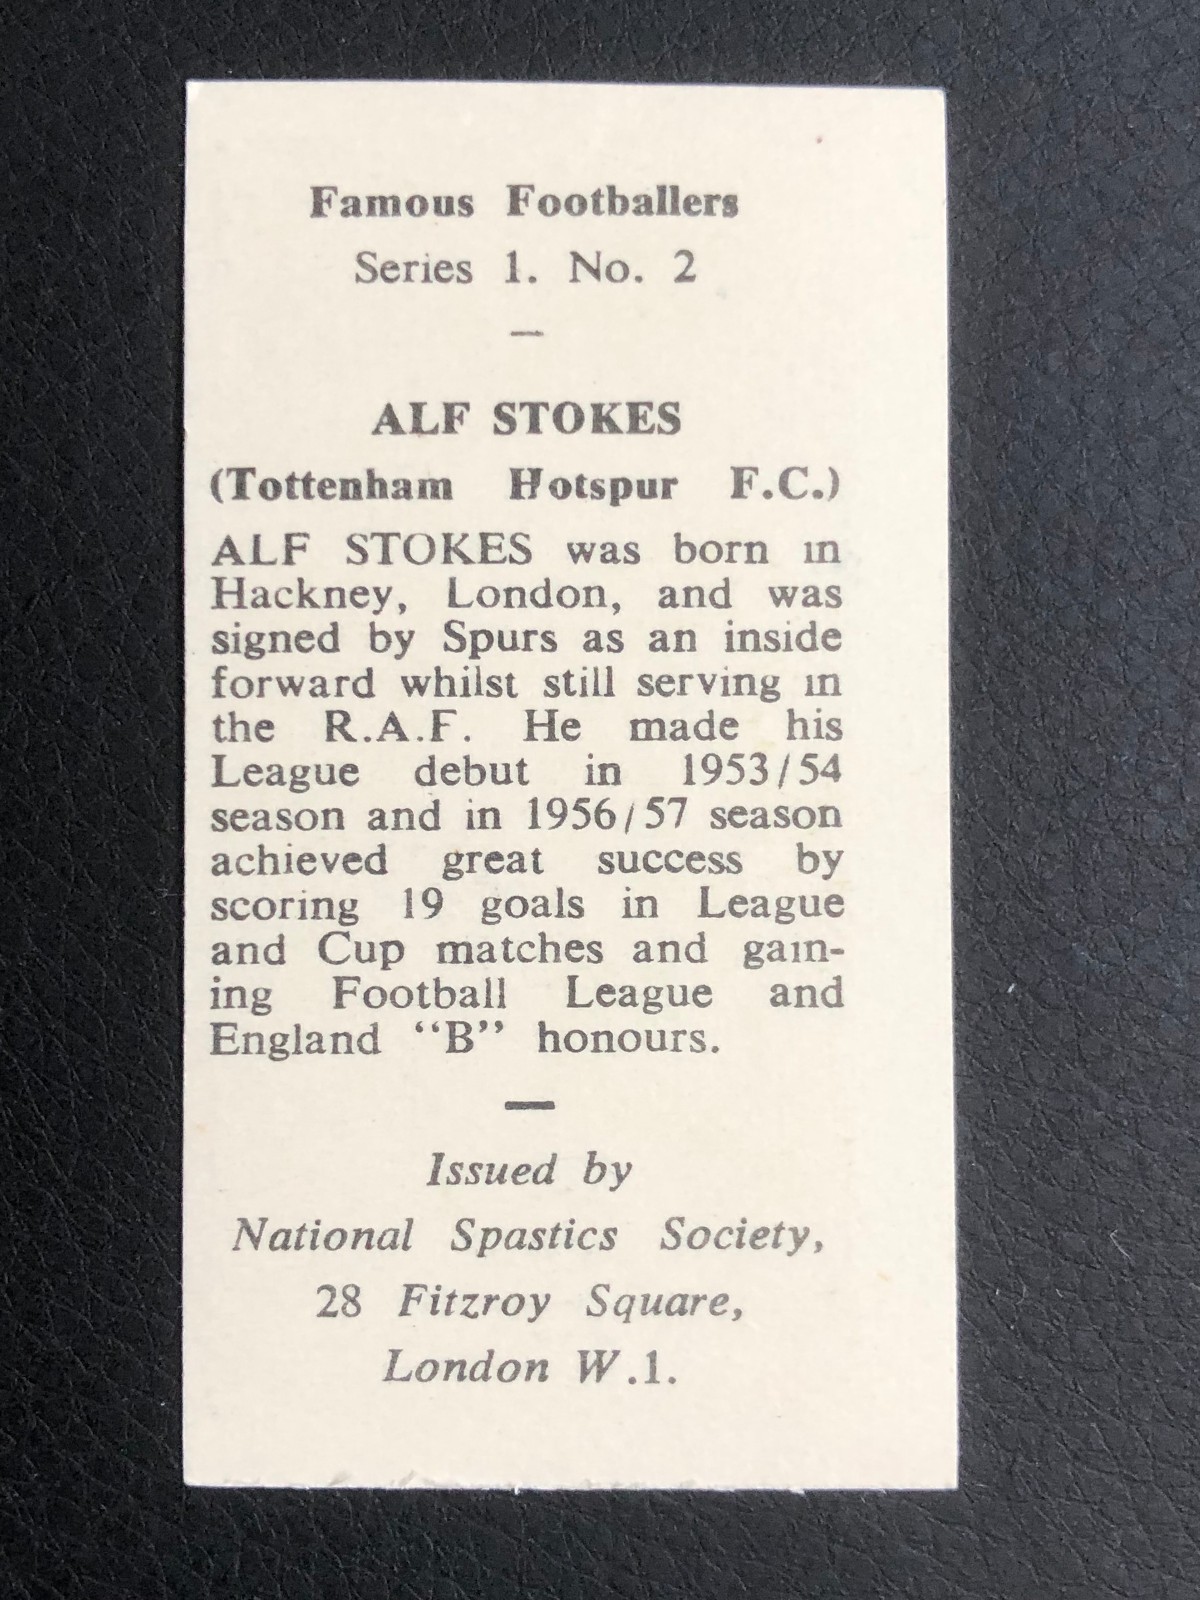 Famous Footballers
Series 1. No. 2
—
ALF STOKES
(Tottenham Hotspur F.C.)
ALF STOKES was born in
Hackney, London, and was
signed by Spurs as an inside
forward whilst still serving in
the R.A.F. He made his
League debut in 1953/54
season and in 1956/57 season
achieved great success by
scoring 19 goals in League
and Cup matches and gain-
ing Football League and
England “B” honours.
—
Issued by
National Spastics Society,
28 Fitzroy Square,
London W.1.